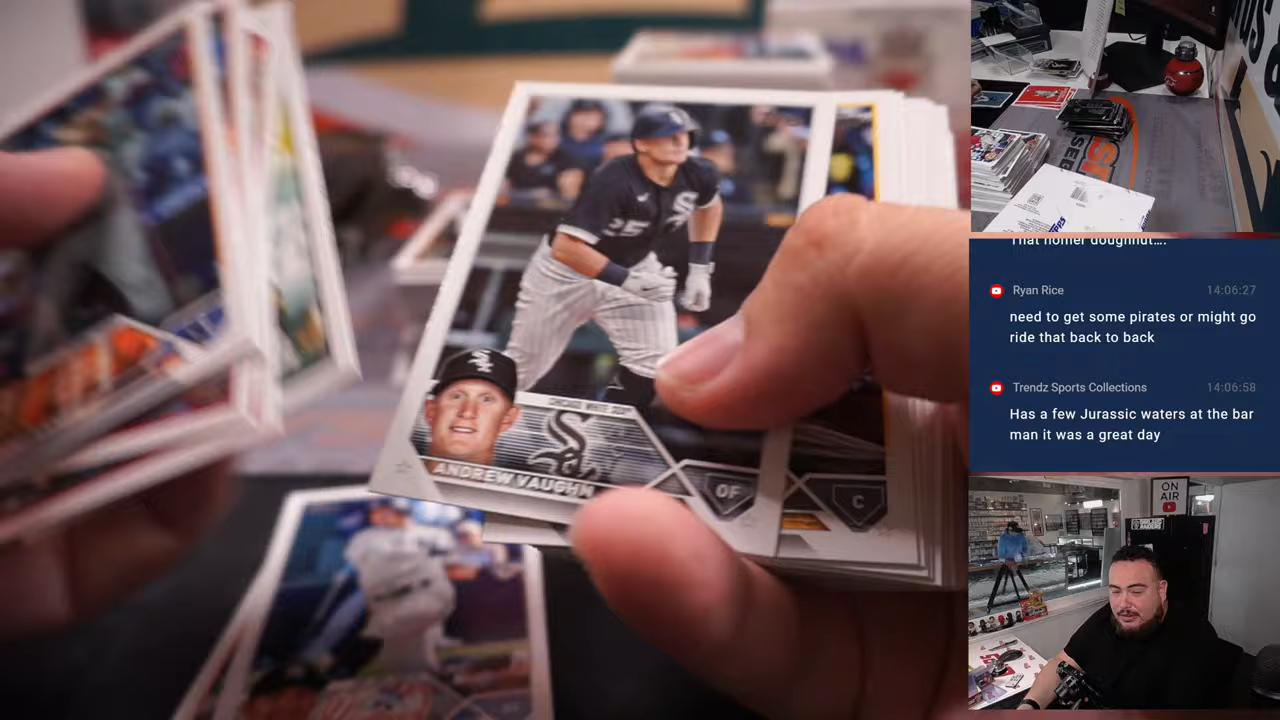 That homer doughnut....
Ryan Rice 14:06:27
need to get some pirates or might go
ride that back to back
Trendz Sports Collections 14:06:58
Has a few Jurassic waters at the bar
man it was a great day
ON
AIR
CHICAGO WHITE SOX
ANDREW VAUGHN
OF
C
25